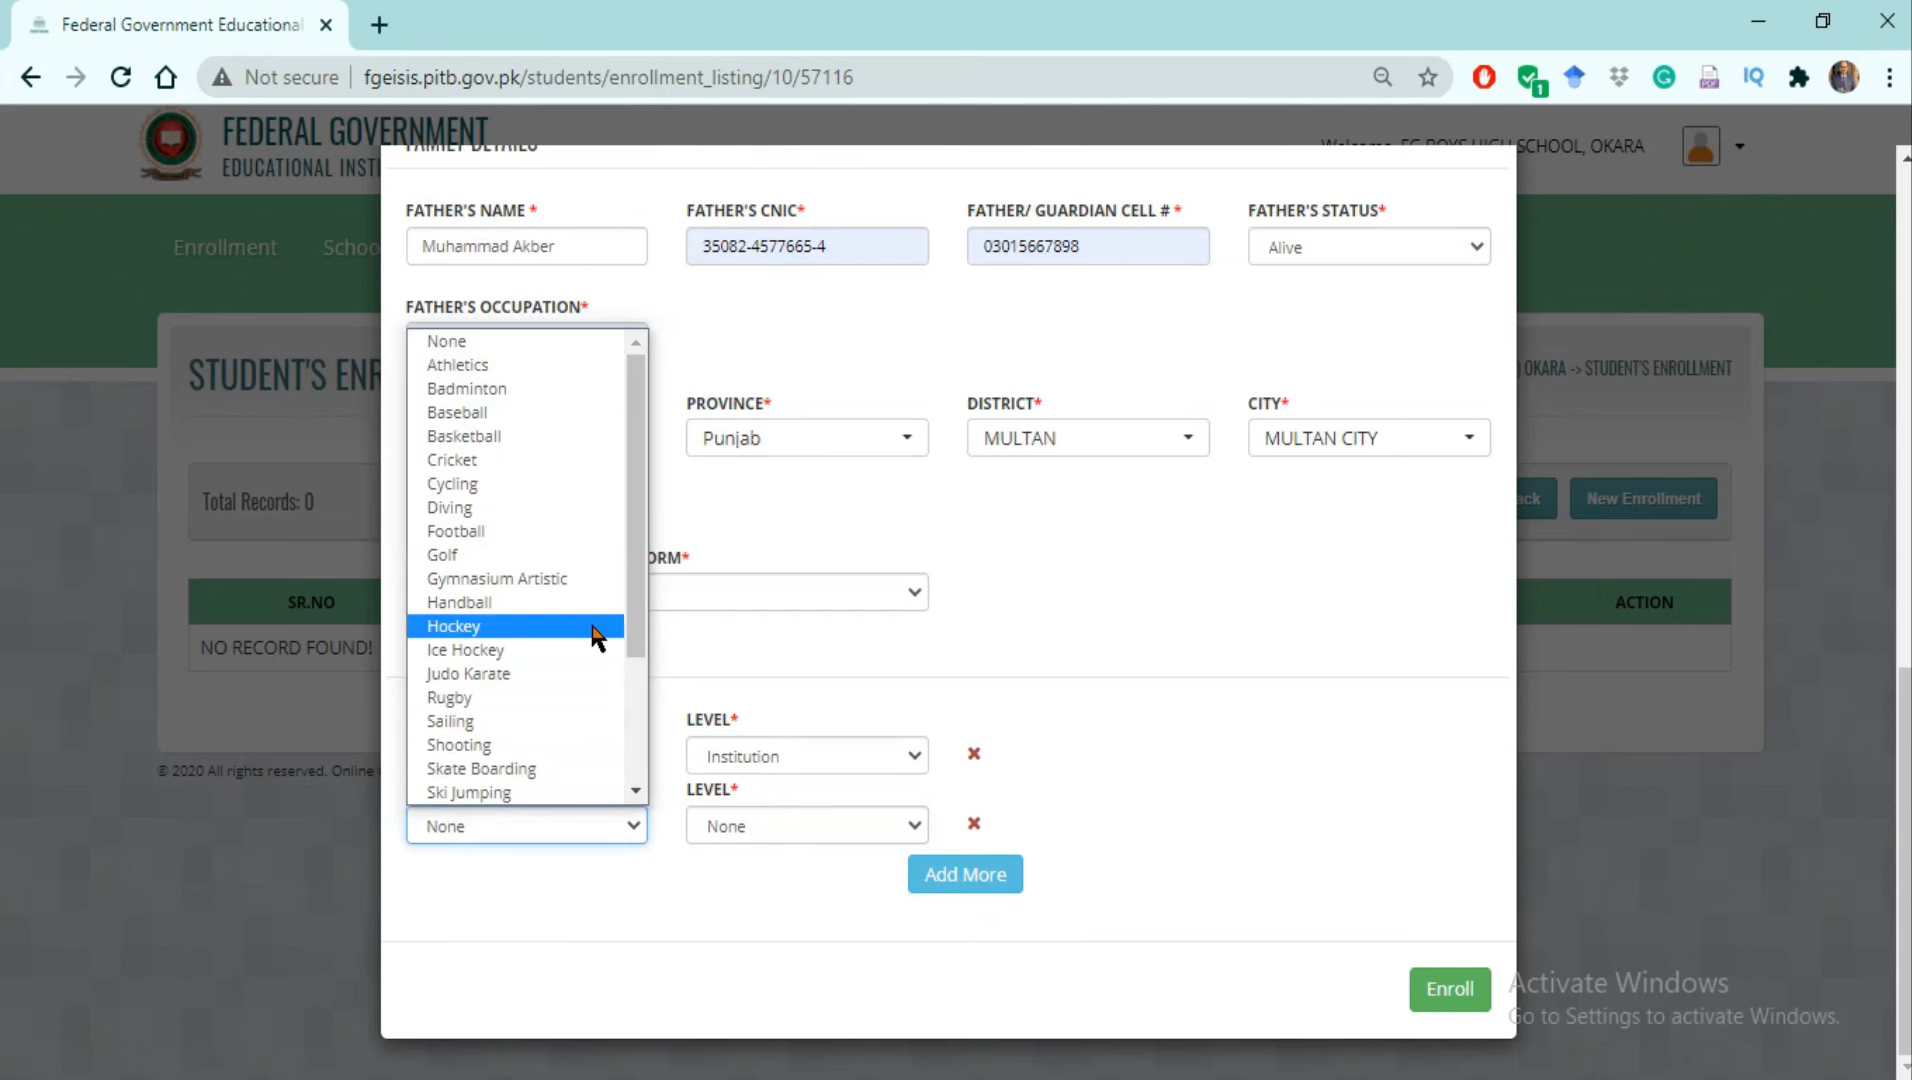 Federal Government Educational
Not secure
fgeisis.pitb.gov.pk/students/enrollment_listing/10/57116
1
IQ
FEDERAL GOVERNMENT
EDUCATIONAL INSTI
SCHOOL, OKARA
Enrollment
Schoo
FAMILY DETAILS
FATHER'S NAME *
FATHER'S CNIC*
FATHER/ GUARDIAN CELL # *
FATHER'S STATUS*
Muhammad Akber
35082-4577665-4
03015667898
Alive
FATHER'S OCCUPATION*
None
Athletics
Badminton
Baseball
Basketball
Cricket
Cycling
Diving
Football
Golf
Gymnasium Artistic
Handball
Hockey
Ice Hockey
Judo Karate
Rugby
Sailing
Shooting
Skate Boarding
Ski Jumping
None
PROVINCE*
DISTRICT*
CITY*
Punjab
MULTAN
MULTAN CITY
ORM*
LEVEL*
Institution
LEVEL*
None
Add More
Enroll
STUDENT'S ENR
OKARA -> STUDENT'S ENROLLMENT
Total Records: 0
ack
New Enrollment
SR.NO
ACTION
NO RECORD FOUND!
© 2020 All rights reserved. Online
Activate Windows
Go to Settings to activate Windows.